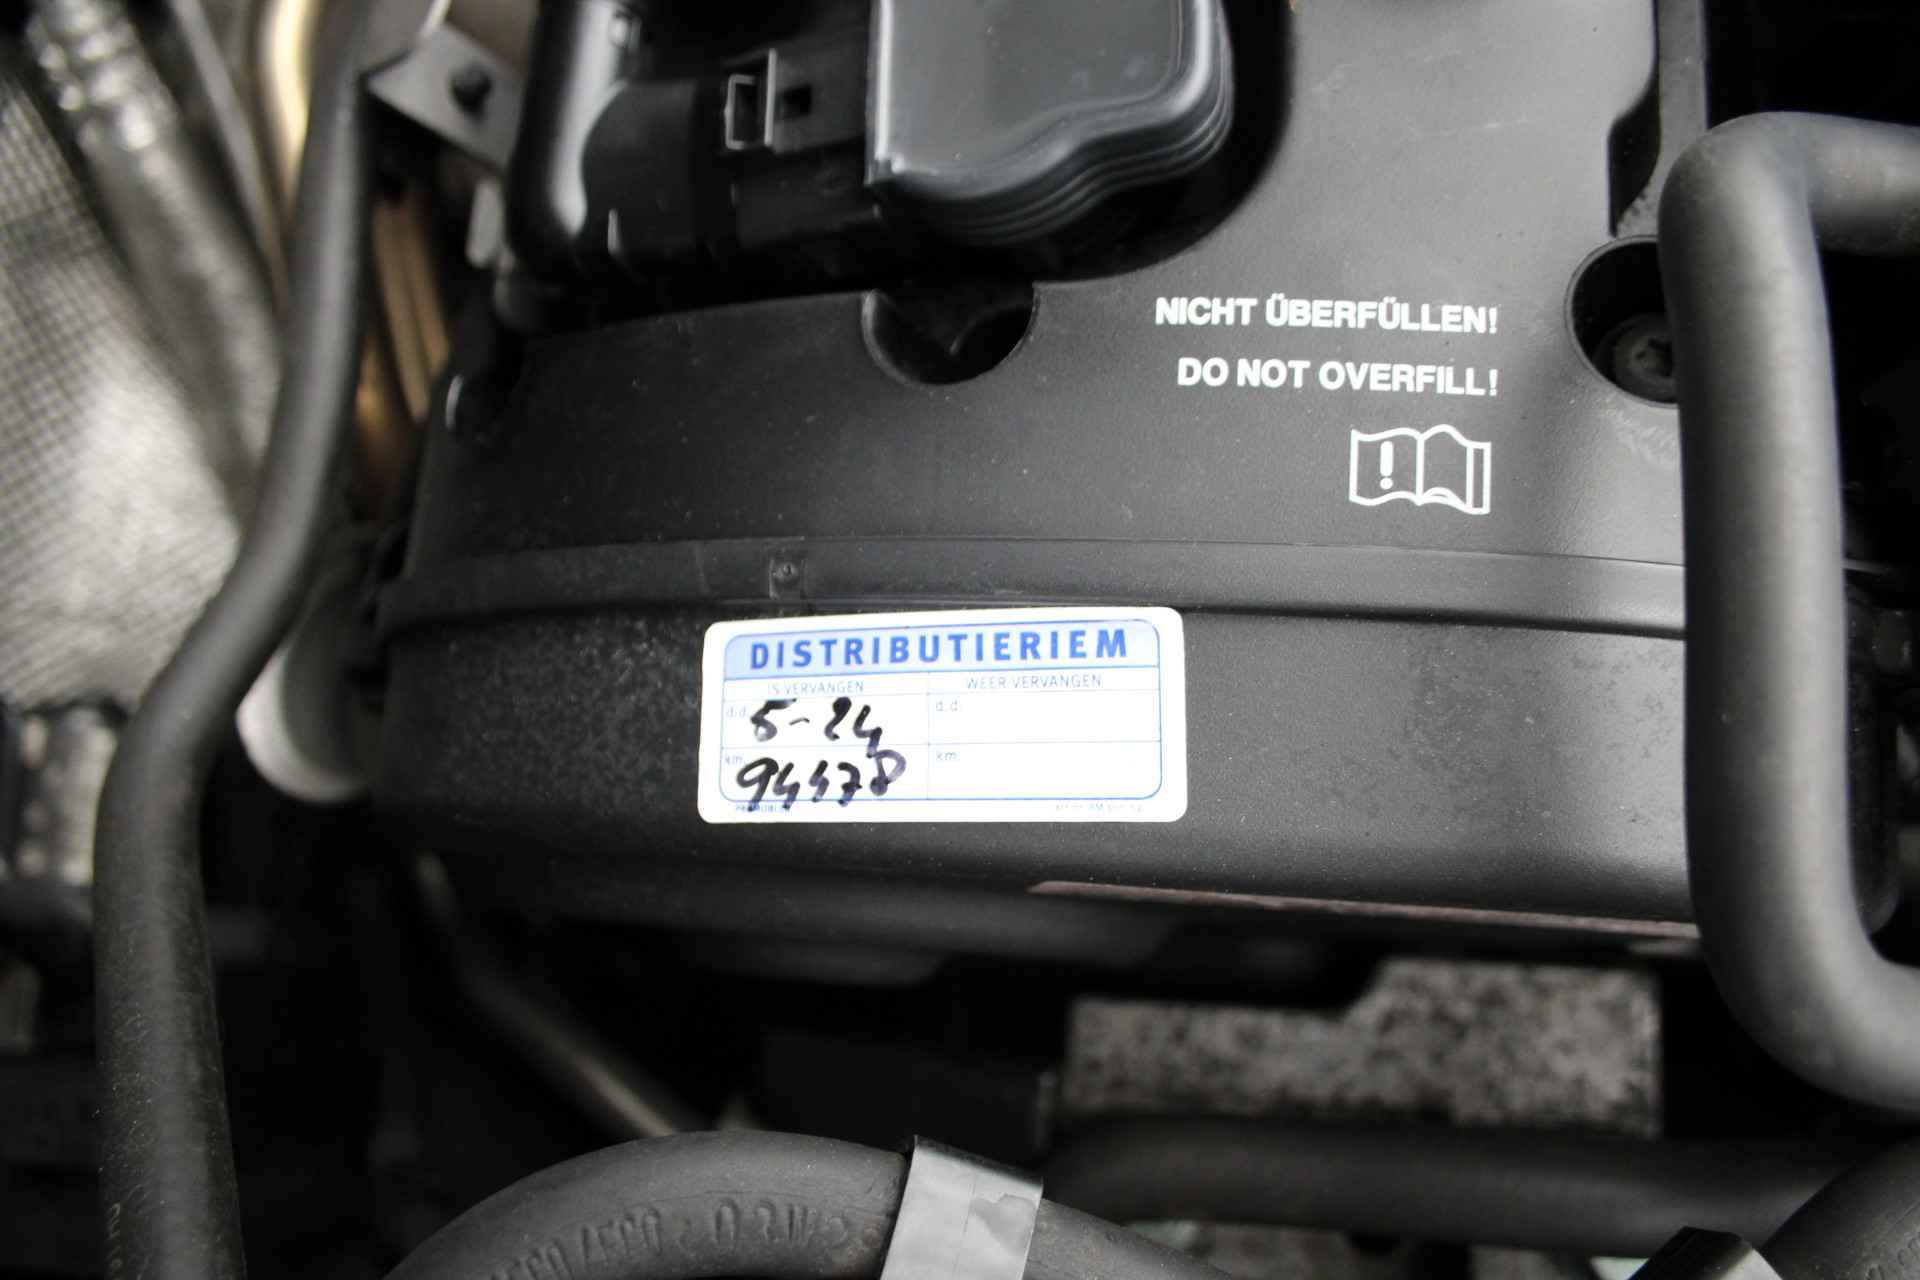 NICHT ÜBERFÜLLEN!
DO NOT OVERFILL!
DISTRIBUTIERIEM
IS VERVANGEN WEER VERVANGEN
d.d. 5-24 d.d.
km. 94478 km.